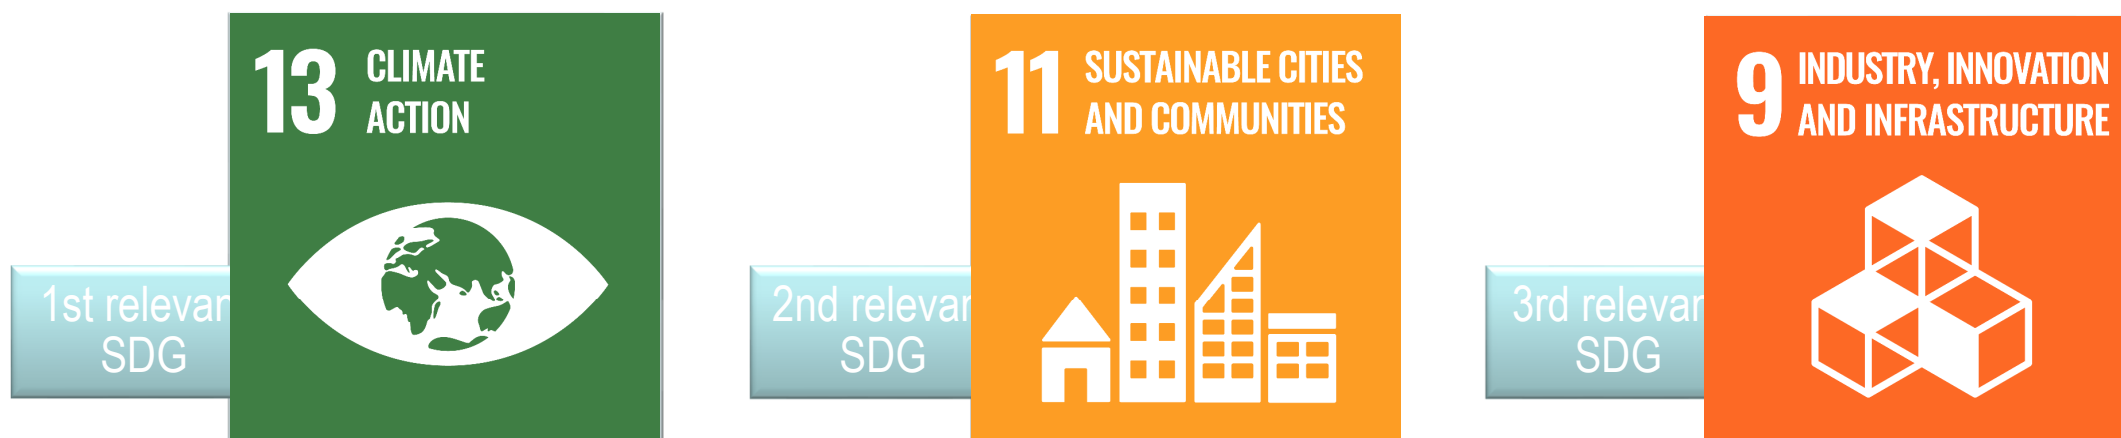 1st relevan
SDG
13 CLIMATE
ACTION
2nd relevan
SDG
11 SUSTAINABLE CITIES
AND COMMUNITIES
3rd relevan
SDG
9 INDUSTRY, INNOVATION
AND INFRASTRUCTURE